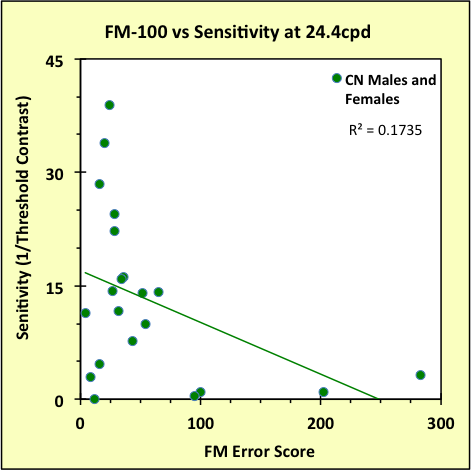 FM-100 vs Sensitivity at 24.4cpd
45
30
15
0
Senitivity (1/Threshold Contrast)
CN Males and
Females
R² = 0.1735
0 100 200 300
FM Error Score